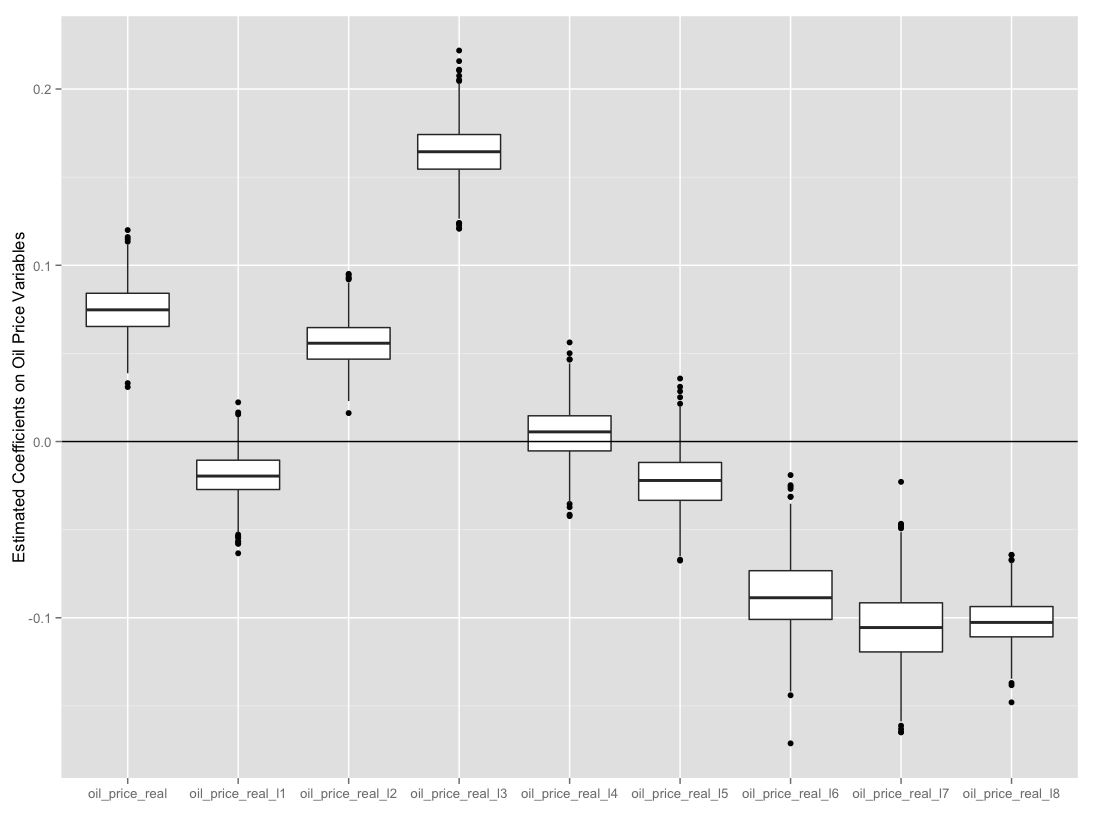 Estimated Coefficients on Oil Price Variables
0.2
0.1
0.0
-0.1
oil_price_real oil_price_real_l1 oil_price_real_l2 oil_price_real_l3 oil_price_real_l4 oil_price_real_l5 oil_price_real_l6 oil_price_real_l7 oil_price_real_l8